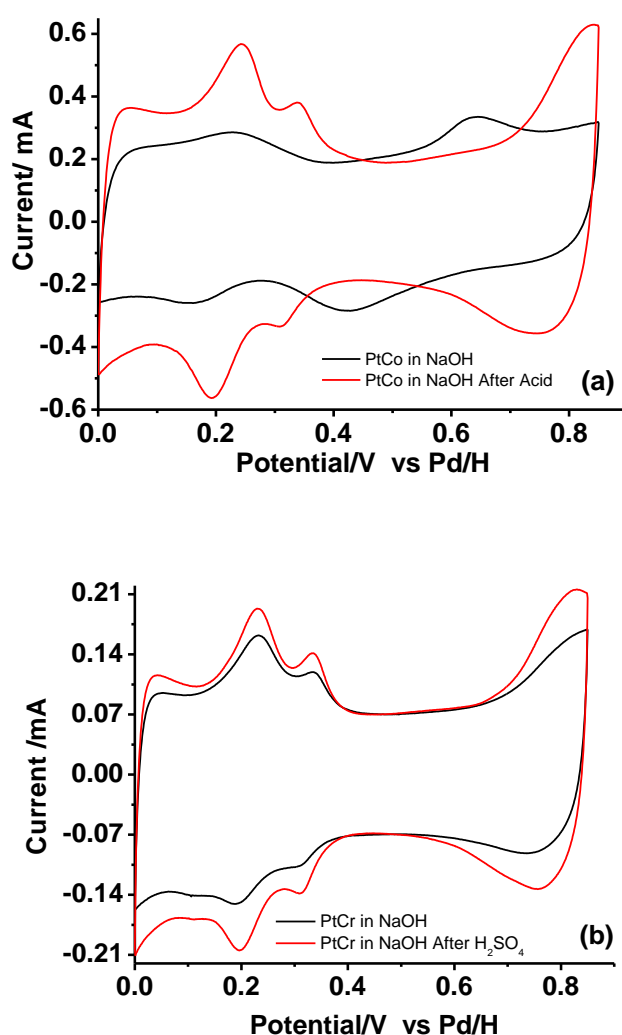 0.6
0.4
0.2
0.0
-0.2
-0.4
-0.6
Current/ mA
PtCo in NaOH
PtCo in NaOH After Acid
(a)
0.0 0.2 0.4 0.6 0.8
Potential/V vs Pd/H
0.21
0.14
0.07
0.00
-0.07
-0.14
-0.21
Current /mA
PtCr in NaOH
PtCr in NaOH After H₂SO₄
(b)
0.0 0.2 0.4 0.6 0.8
Potential/V vs Pd/H